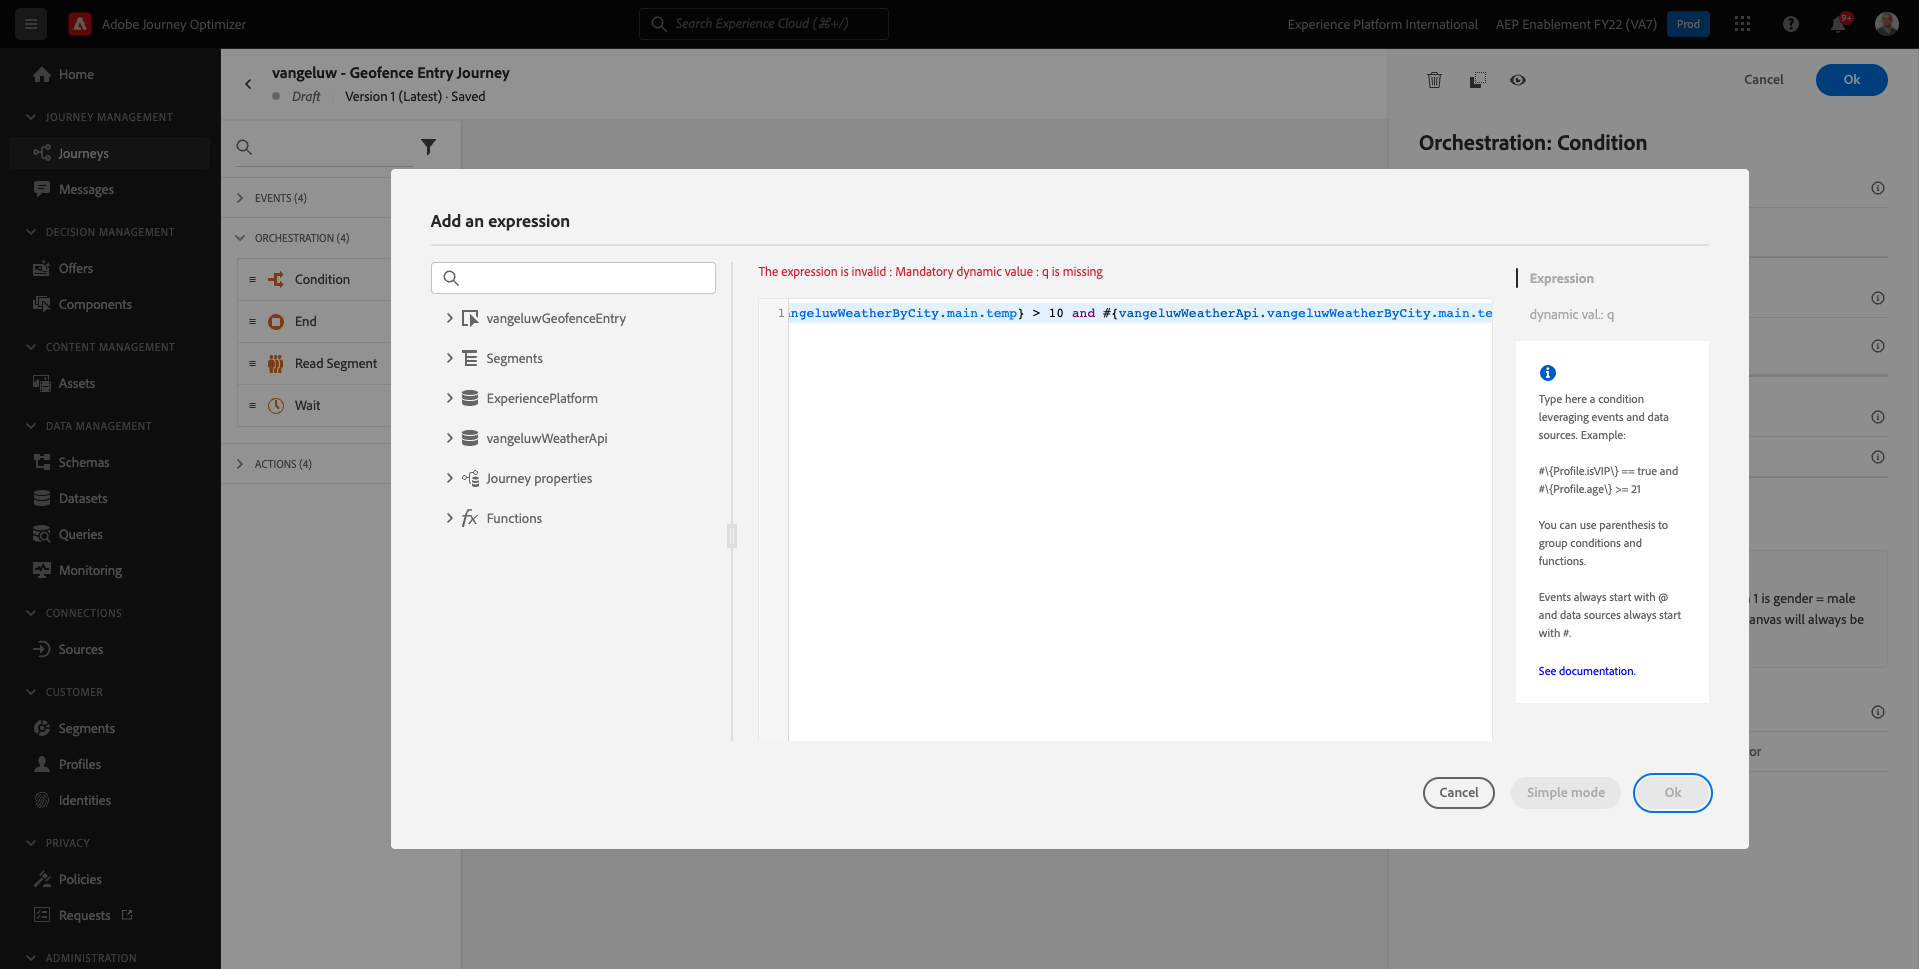 Adobe Journey Optimizer
Search Experience Cloud (⌘+/)
Experience Platform International
AEP Enablement FY22 (VA7)
Prod
9+
Home
JOURNEY MANAGEMENT
Journeys
Messages
DECISION MANAGEMENT
Offers
Components
CONTENT MANAGEMENT
Assets
DATA MANAGEMENT
Schemas
Datasets
Queries
Monitoring
CONNECTIONS
Sources
CUSTOMER
Segments
Profiles
Identities
PRIVACY
Policies
Requests
ADMINISTRATION
vangeluw - Geofence Entry Journey
Draft
Version 1 (Latest) · Saved
Cancel
Ok
EVENTS (4)
ORCHESTRATION (4)
Condition
End
Read Segment
Wait
ACTIONS (4)
Orchestration: Condition
1 is gender = male
anvas will always be
or
Add an expression
vangeluwGeofenceEntry
Segments
ExperiencePlatform
vangeluwWeatherApi
Journey properties
Functions
The expression is invalid : Mandatory dynamic value : q is missing
1
ngeluwWeatherByCity.main.temp} > 10 and #{vangeluwWeatherApi.vangeluwWeatherByCity.main.te
Expression
dynamic val.: q
Type here a condition
leveraging events and data
sources. Example:
#\{Profile.isVIP\} == true and
#\{Profile.age\} >= 21
You can use parenthesis to
group conditions and
functions.
Events always start with @
and data sources always start
with #.
See documentation.
Cancel
Simple mode
Ok